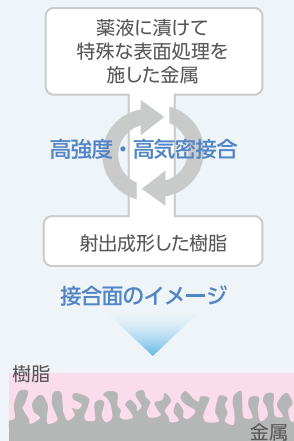 薬液に漬けて
特殊な表面処理を
施した金属
高強度・高気密接合
射出成形した樹脂
接合面のイメージ
樹脂
金属